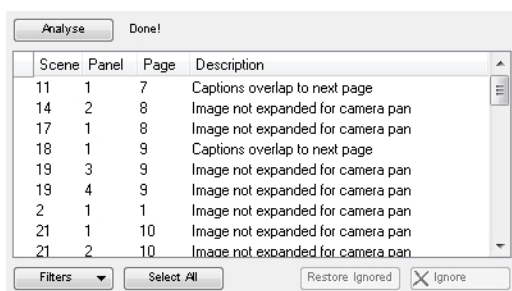 Analyse Done!
Scene Panel Page Description
11 1 7 Captions overlap to next page
14 2 8 Image not expanded for camera pan
17 1 8 Image not expanded for camera pan
18 1 9 Captions overlap to next page
19 3 9 Image not expanded for camera pan
19 4 9 Image not expanded for camera pan
2 1 1 Image not expanded for camera pan
21 1 10 Image not expanded for camera pan
21 2 10 Image not expanded for camera pan
Filters Select All Restore Ignored Ignore